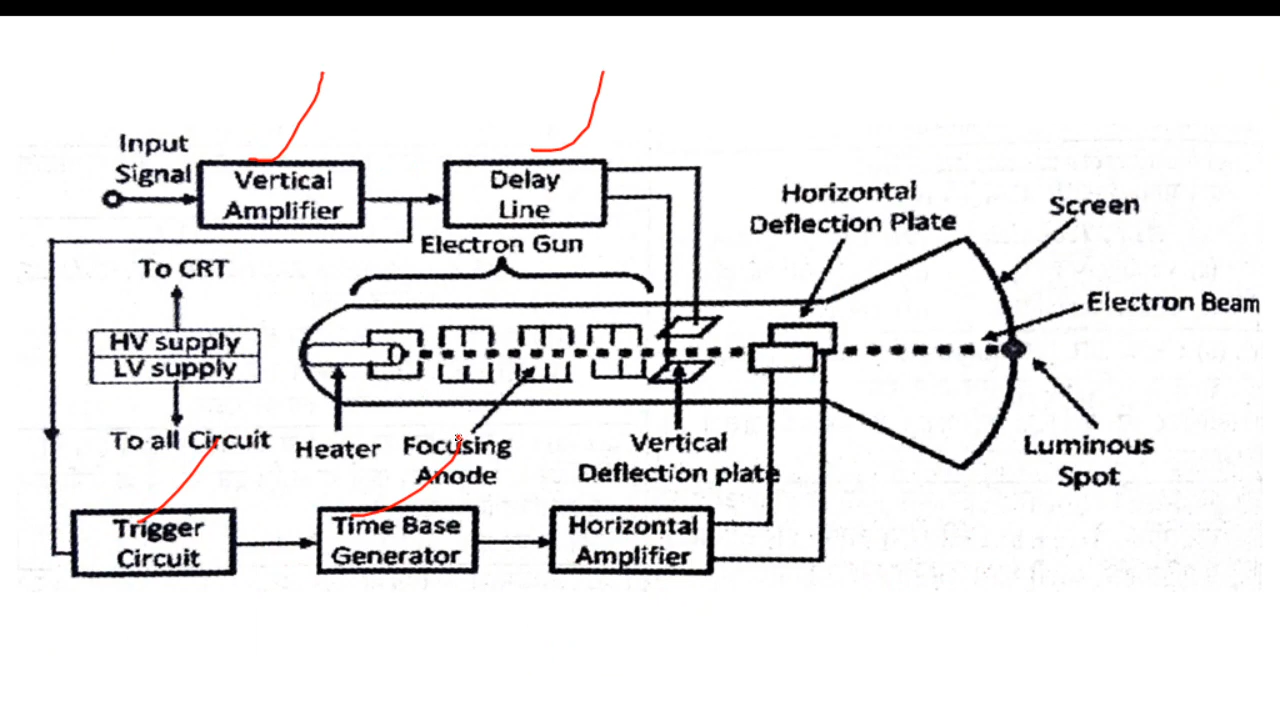 Input
Signal
Vertical
Amplifier
Delay
Line
Electron Gun
Horizontal
Deflection Plate
Screen
To CRT
HV supply
LV supply
To all Circuit
Electron Beam
Heater
Focusing
Anode
Vertical
Deflection plate
Luminous
Spot
Trigger
Circuit
Time Base
Generator
Horizontal
Amplifier